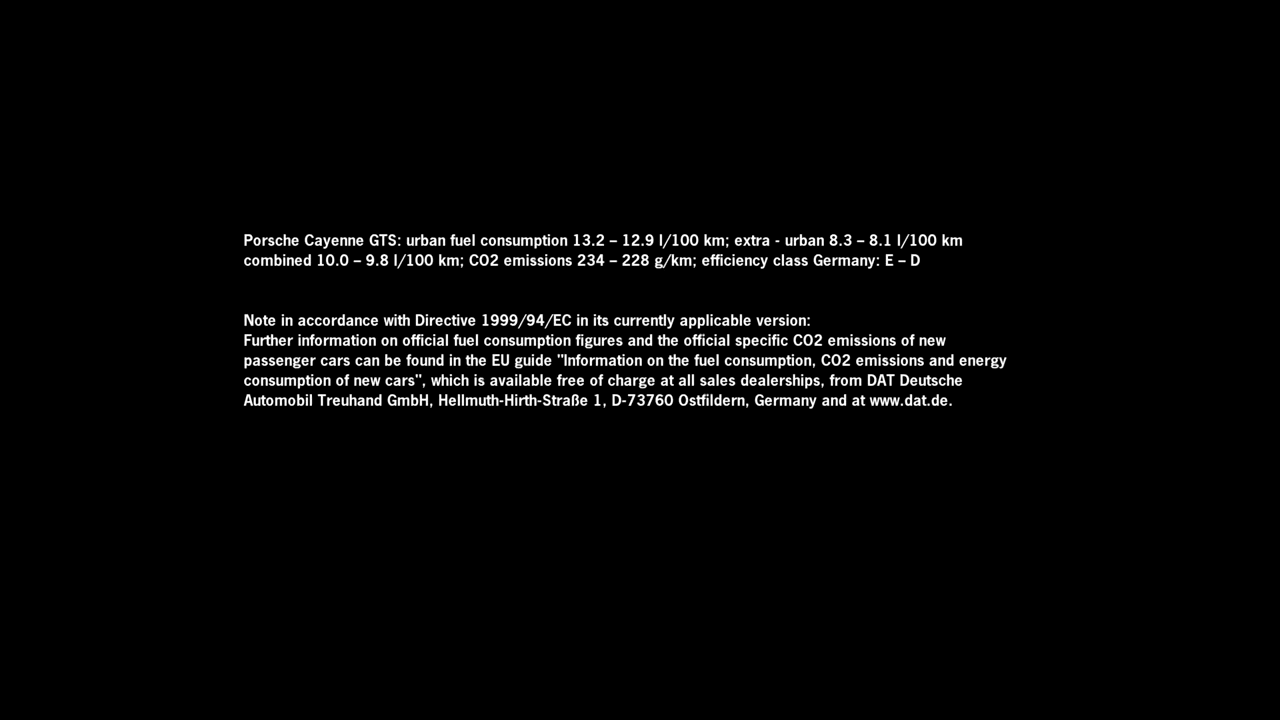 Porsche Cayenne GTS: urban fuel consumption 13.2 – 12.9 l/100 km; extra - urban 8.3 – 8.1 l/100 km
combined 10.0 – 9.8 l/100 km; CO2 emissions 234 – 228 g/km; efficiency class Germany: E – D
Note in accordance with Directive 1999/94/EC in its currently applicable version:
Further information on official fuel consumption figures and the official specific CO2 emissions of new
passenger cars can be found in the EU guide "Information on the fuel consumption, CO2 emissions and energy
consumption of new cars", which is available free of charge at all sales dealerships, from DAT Deutsche
Automobil Treuhand GmbH, Hellmuth-Hirth-Straße 1, D-73760 Ostfildern, Germany and at www.dat.de.